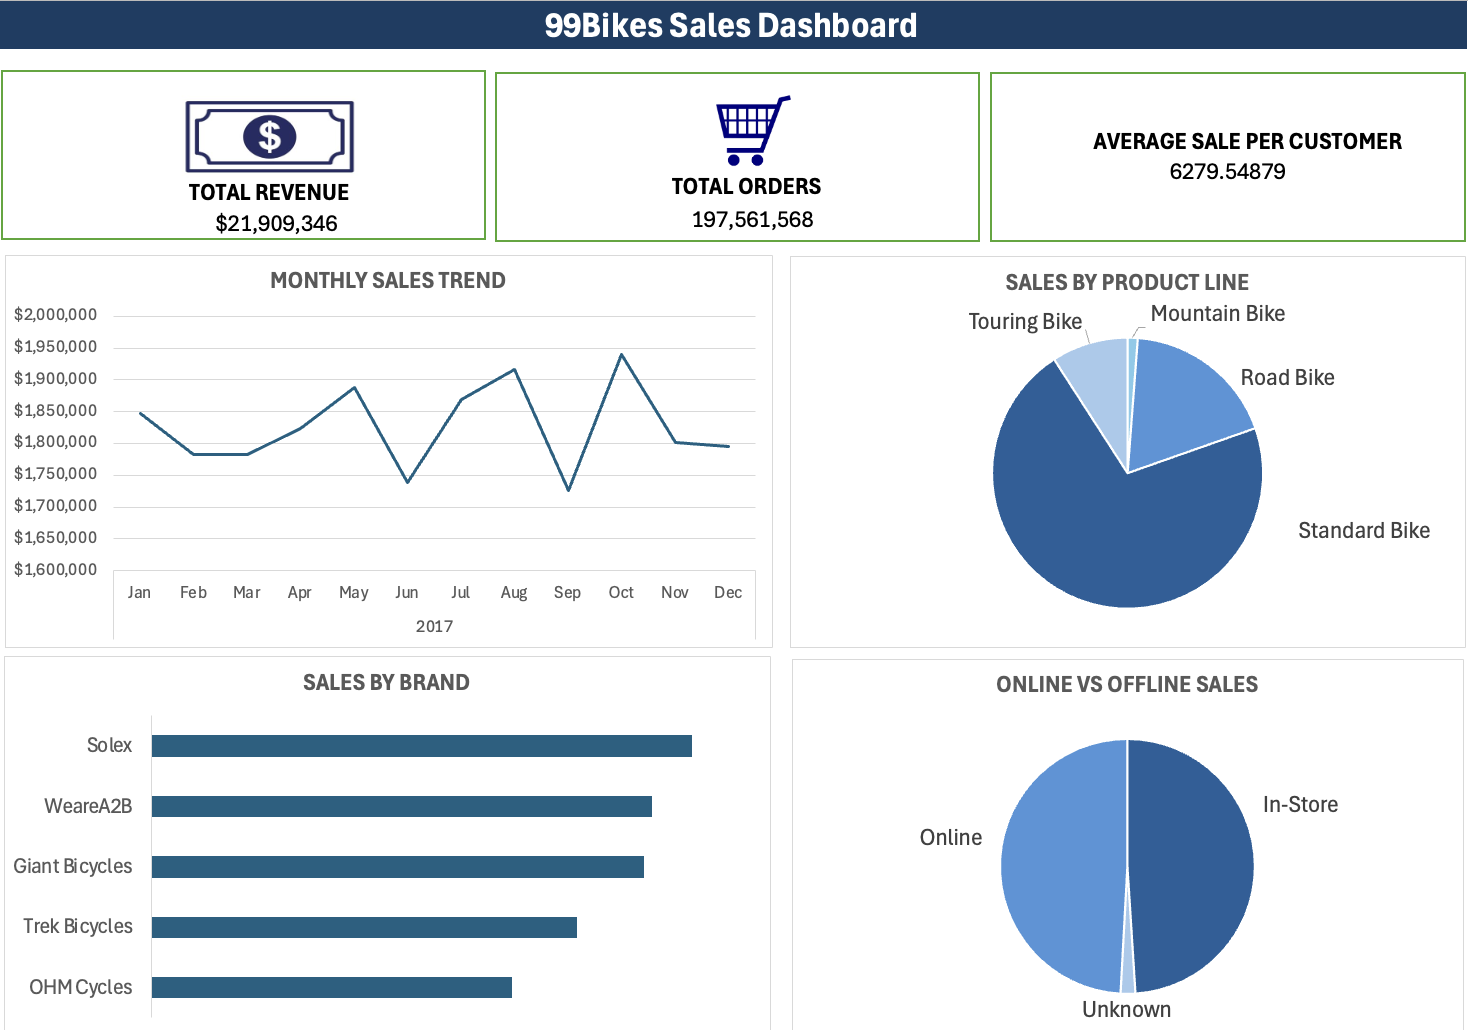 99Bikes Sales Dashboard
$
TOTAL REVENUE
$21,909,346
TOTAL ORDERS
197,561,568
AVERAGE SALE PER CUSTOMER
6279.54879
MONTHLY SALES TREND
$2,000,000
$1,950,000
$1,900,000
$1,850,000
$1,800,000
$1,750,000
$1,700,000
$1,650,000
$1,600,000
Jan Feb Mar Apr May Jun Jul Aug Sep Oct Nov Dec
2017
SALES BY PRODUCT LINE
Mountain Bike
Touring Bike
Road Bike
Standard Bike
SALES BY BRAND
Solex
WeareA2B
Giant Bicycles
Trek Bicycles
OHM Cycles
ONLINE VS OFFLINE SALES
In-Store
Online
Unknown